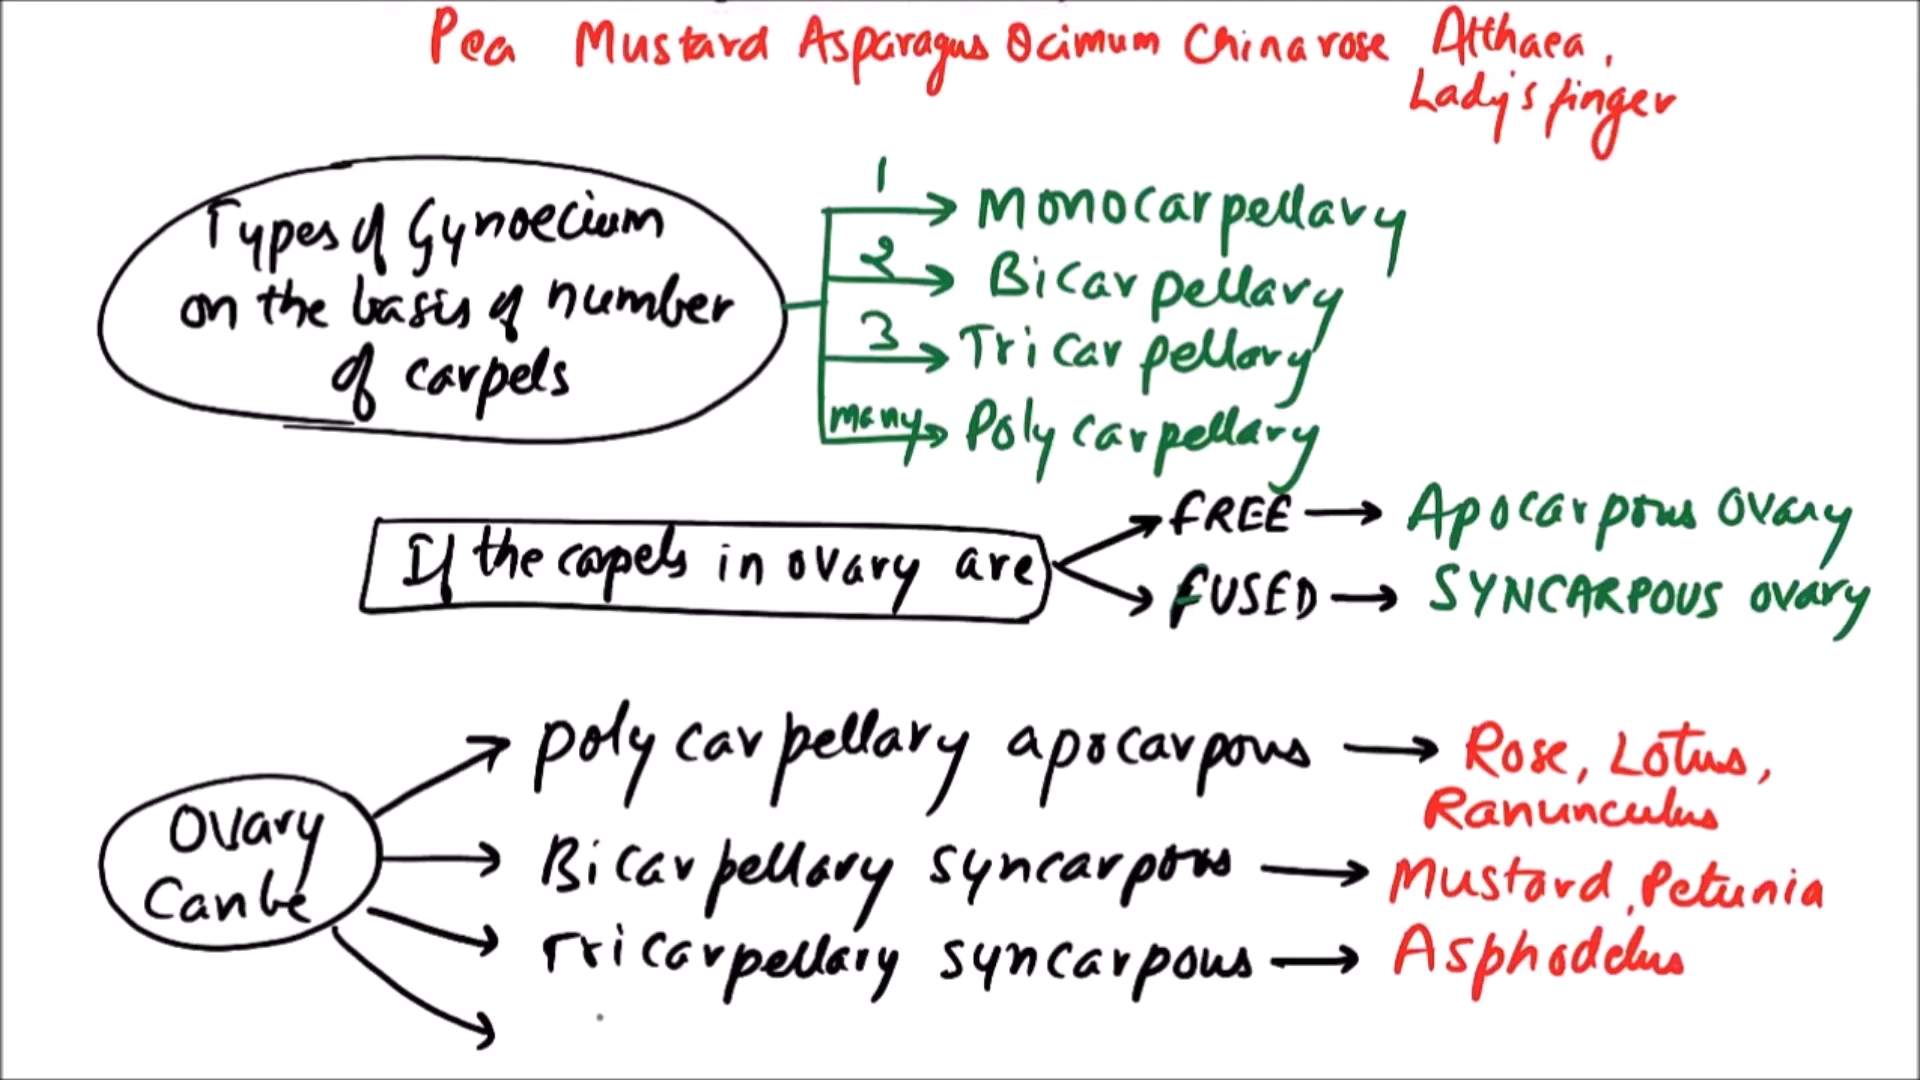 Pea Mustard Asparagus Ocimum Chinarose Althaea,
Lady's finger
Types of Gynoecium
on the basis of number
of carpels
1 Monocarpellary
2 Bicarpellary
3 Tricarpellary
many Polycarpellary
If the carpels in ovary are
FREE → Apocarpous ovary
FUSED → SYNCARPOUS ovary
Ovary
Can be
polycarpellary apocarpous → Rose, Lotus,
Ranunculus
Bicarpellary syncarpous → Mustard, Petunia
Tricarpellary syncarpous → Asphodelus